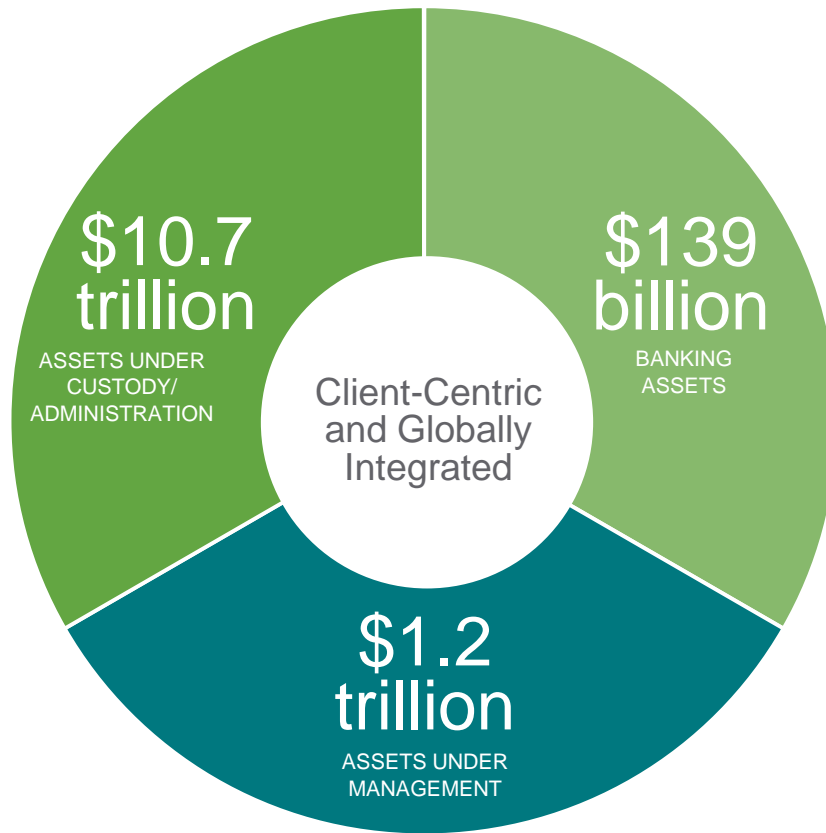 $10.7
trillion
ASSETS UNDER
CUSTODY/
ADMINISTRATION
$139
billion
BANKING
ASSETS
Client-Centric
and Globally
Integrated
$1.2
trillion
ASSETS UNDER
MANAGEMENT